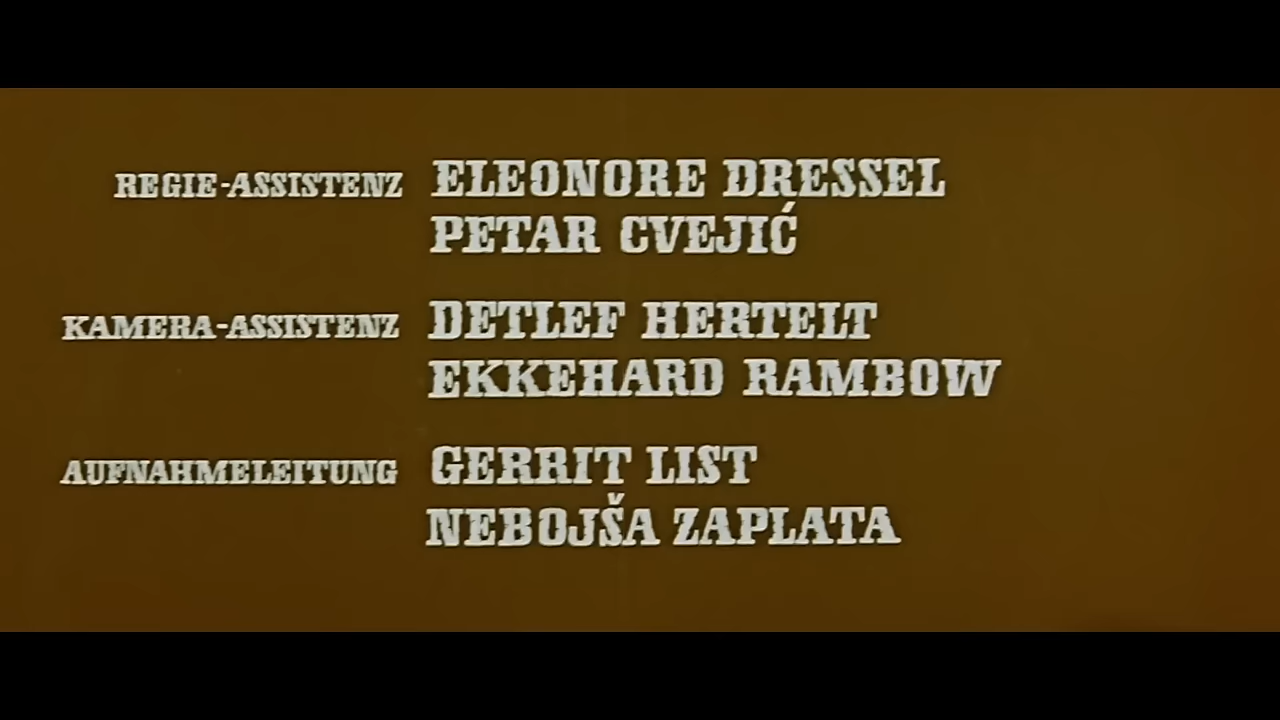 REGIE-ASSISTENZ ELEONORE DRESSEL
PETAR CVEJIĆ
KAMERA-ASSISTENZ DETLEF HERTELT
EKKEHARD RAMBOW
AUFNAHMELEITUNG GERRIT LIST
NEBOJŠA ZAPLATA